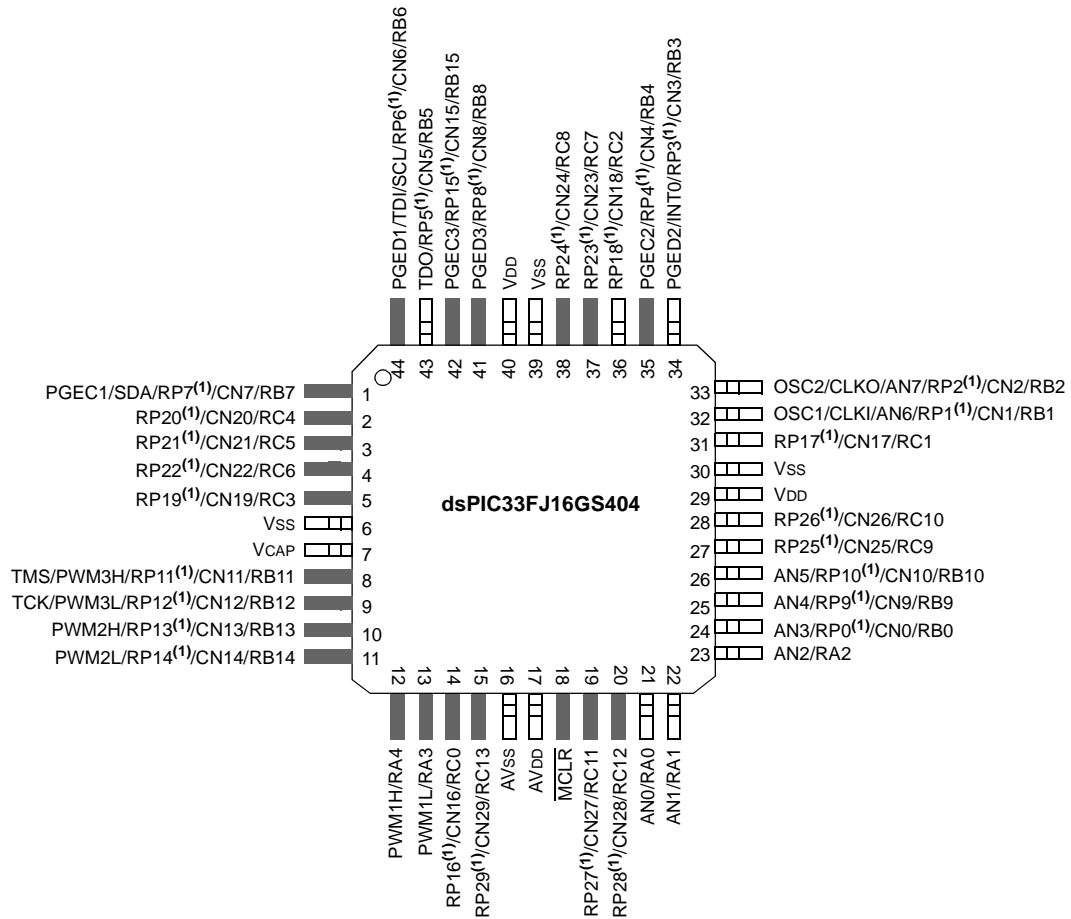 PGED1/TDI/SCL/RP6(1)/CN6/RB6
TDO/RP5(1)/CN5/RB5
PGEC3/RP15(1)/CN15/RB15
PGED3/RP8(1)/CN8/RB8
VDD
VSS
RP24(1)/CN24/RC8
RP23(1)/CN23/RC7
RP18(1)/CN18/RC2
PGEC2/RP4(1)/CN4/RB4
PGED2/INT0/RP3(1)/CN3/RB3
44
43
42
41
40
39
38
37
36
35
34
PGEC1/SDA/RP7(1)/CN7/RB7 1
RP20(1)/CN20/RC4 2
RP21(1)/CN21/RC5 3
RP22(1)/CN22/RC6 4
RP19(1)/CN19/RC3 5
VSS 6
VCAP 7
TMS/PWM3H/RP11(1)/CN11/RB11 8
TCK/PWM3L/RP12(1)/CN12/RB12 9
PWM2H/RP13(1)/CN13/RB13 10
PWM2L/RP14(1)/CN14/RB14 11
dsPIC33FJ16GS404
33 OSC2/CLKO/AN7/RP2(1)/CN2/RB2
32 OSC1/CLKI/AN6/RP1(1)/CN1/RB1
31 RP17(1)/CN17/RC1
30 VSS
29 VDD
28 RP26(1)/CN26/RC10
27 RP25(1)/CN25/RC9
26 AN5/RP10(1)/CN10/RB10
25 AN4/RP9(1)/CN9/RB9
24 AN3/RP0(1)/CN0/RB0
23 AN2/RA2
12
13
14
15
16
17
18
19
20
21
22
PWM1H/RA4
PWM1L/RA3
RP16(1)/CN16/RC0
RP29(1)/CN29/RC13
AVSS
AVDD
MCLR
RP27(1)/CN27/RC11
RP28(1)/CN28/RC12
AN0/RA0
AN1/RA1